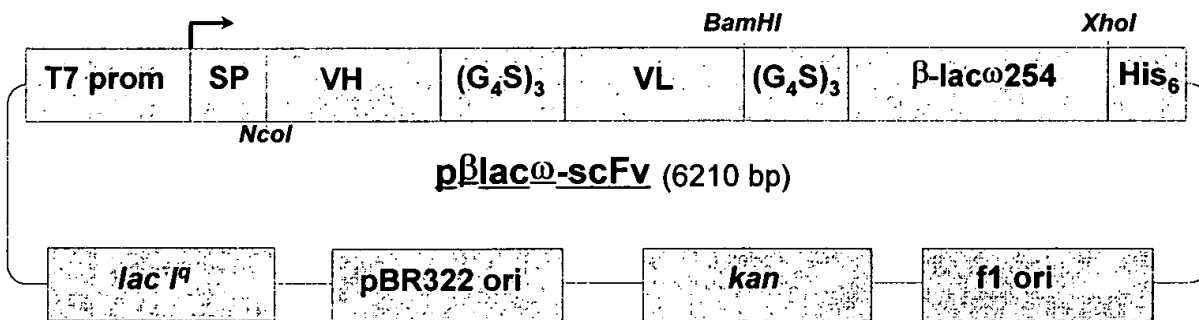 BamHI XhoI
T7 prom SP VH (G₄S)₃ VL (G₄S)₃ β-lacω254 His₆
NcoI
pβlacω-scFv (6210 bp)
lac Iᑫ pBR322 ori kan f1 ori